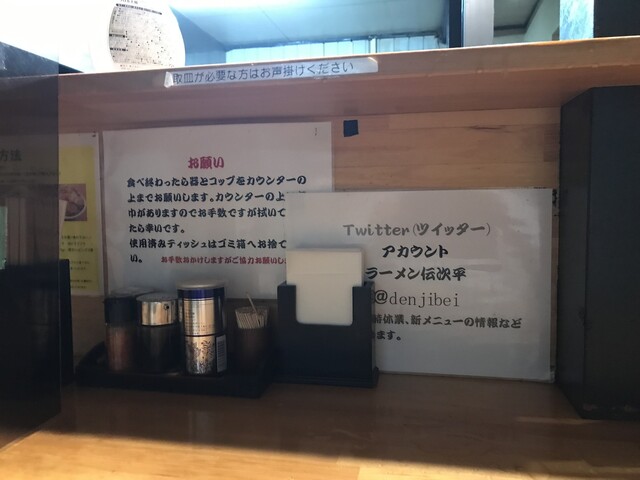 取皿が必要な方はお声掛けください
方法
お願い
食べ終わったら器とコップをカウンターの
上までお願いします。カウンターの上
巾がありますのでお手数ですが拭いて
たら幸いです。
使用済みティッシュはゴミ箱へお捨て
い。
お手数おかけしますがご協力お願いし
Twitter(ツイッター)
アカウント
ラーメン伝次平
@denjibei
時休業、新メニューの情報など
ます。